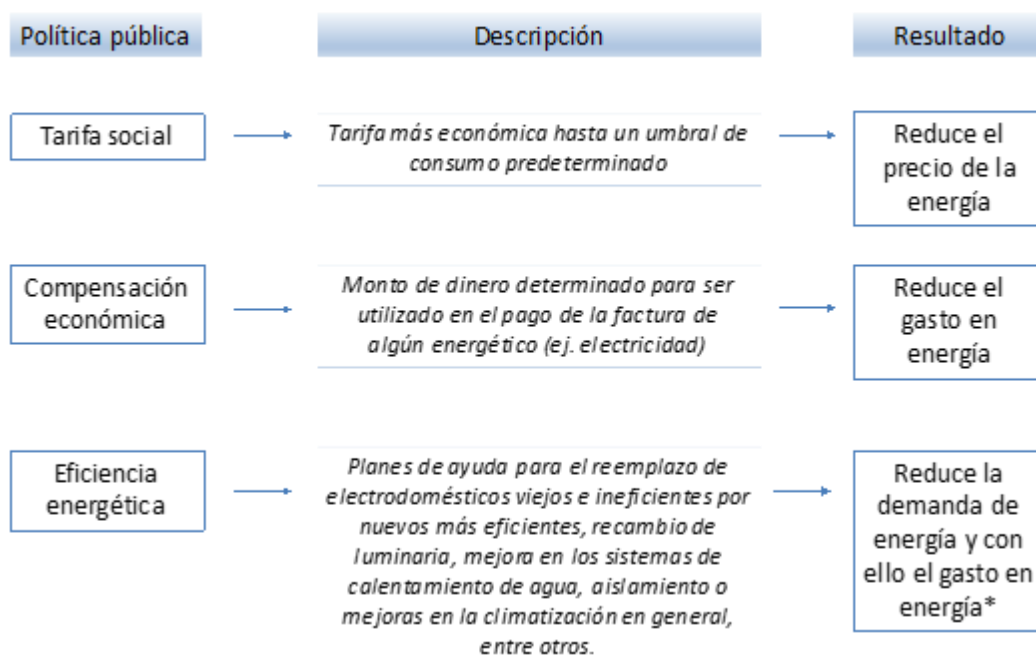 Política pública
Descripción
Resultado
Tarifa social
Tarifa más económica hasta un umbral de
consumo predeterminado
Reduce el
precio de la
energía
Compensación
económica
Monto de dinero determinado para ser
utilizado en el pago de la factura de
algún energético (ej. electricidad)
Reduce el
gasto en
energía
Eficiencia
energética
Planes de ayuda para el reemplazo de
electrodomésticos viejos e ineficientes por
nuevos más eficientes, recambio de
luminaria, mejora en los sistemas de
calentamiento de agua, aislamiento o
mejoras en la climatización en general,
entre otros.
Reduce la
demanda de
energía y con
ello el gasto en
energía*